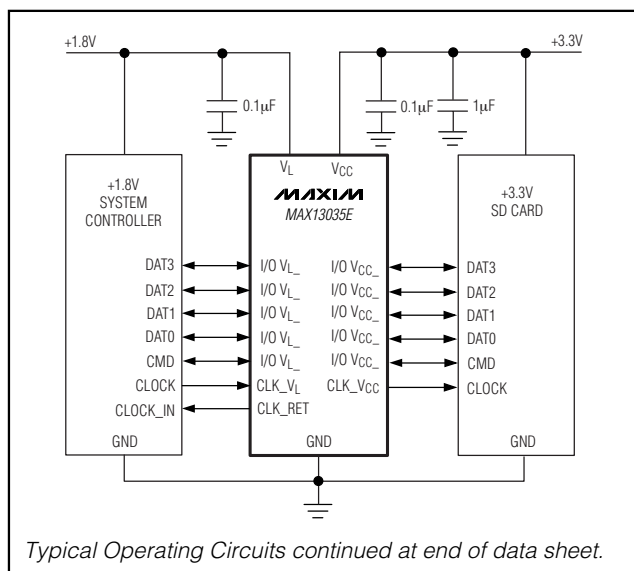 +1.8V
+3.3V
0.1µF
0.1µF
1µF
+1.8V
SYSTEM
CONTROLLER
DAT3
DAT2
DAT1
DAT0
CMD
CLOCK
CLOCK_IN
GND
VL
VCC
MAXIM
MAX13035E
I/O VL_
I/O VCC_
I/O VL_
I/O VCC_
I/O VL_
I/O VCC_
I/O VL_
I/O VCC_
I/O VL_
I/O VCC_
CLK_VL
CLK_VCC
CLK_RET
GND
+3.3V
SD CARD
DAT3
DAT2
DAT1
DAT0
CMD
CLOCK
GND
Typical Operating Circuits continued at end of data sheet.